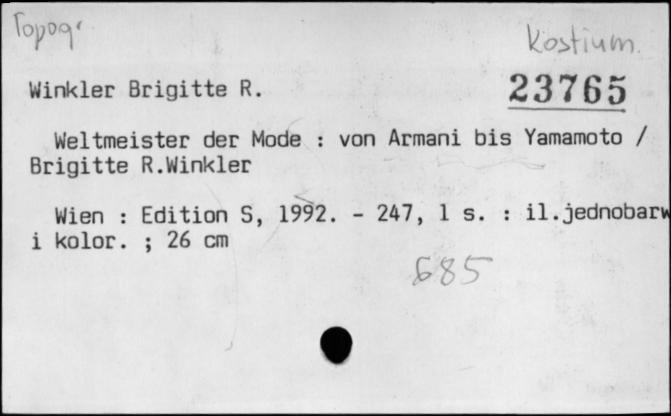 Topogr
Kostium.
Winkler Brigitte R.
23765
Weltmeister der Mode : von Armani bis Yamamoto /
Brigitte R.Winkler
Wien : Edition S, 1992. - 247, 1 s. : il.jednobarw
i kolor. ; 26 cm
685